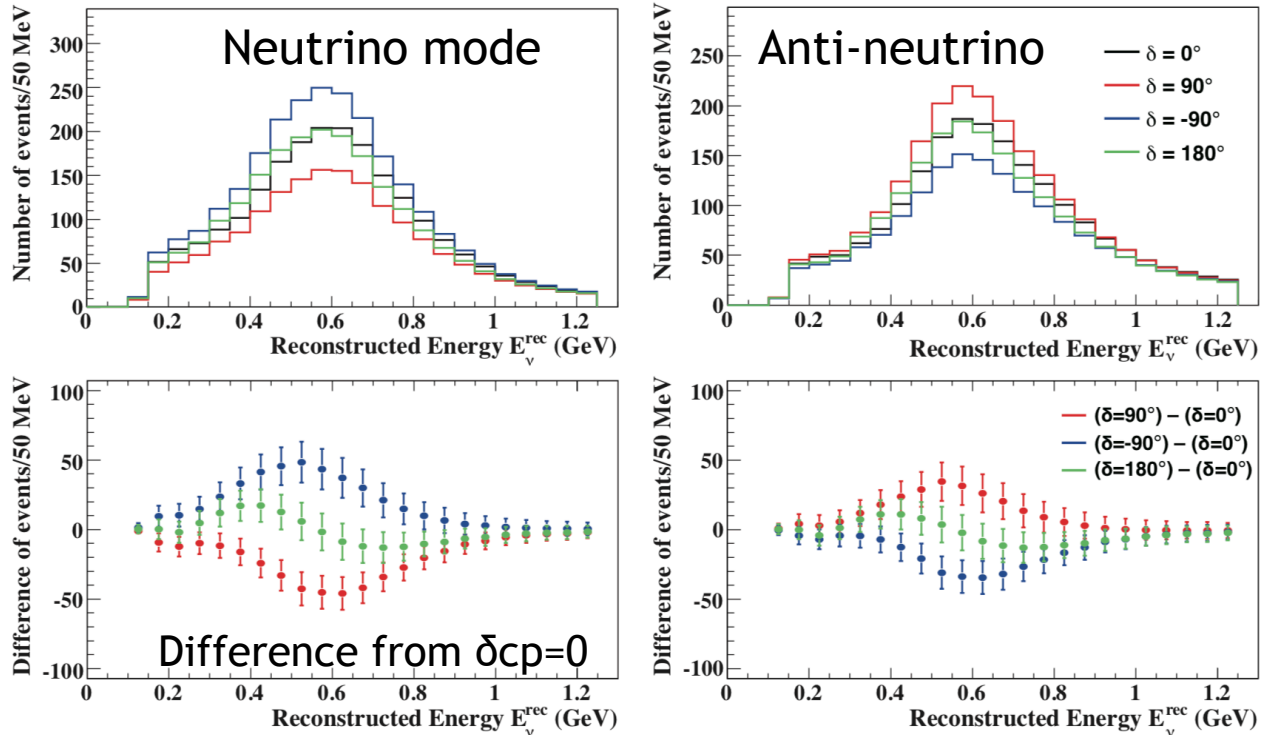 Neutrino mode
Number of events/50 MeV
300
250
200
150
100
50
0
0 0.2 0.4 0.6 0.8 1 1.2
Reconstructed Energy E_ν^rec (GeV)
Anti-neutrino
Number of events/50 MeV
250
200
150
100
50
0
δ = 0°
δ = 90°
δ = -90°
δ = 180°
0 0.2 0.4 0.6 0.8 1 1.2
Reconstructed Energy E_ν^rec (GeV)
Difference of events/50 MeV
100
50
0
-50
-100
Difference from δcp=0
0 0.2 0.4 0.6 0.8 1 1.2
Reconstructed Energy E_ν^rec (GeV)
Difference of events/50 MeV
100
50
0
-50
-100
(δ=90°) – (δ=0°)
(δ=-90°) – (δ=0°)
(δ=180°) – (δ=0°)
0 0.2 0.4 0.6 0.8 1 1.2
Reconstructed Energy E_ν^rec (GeV)